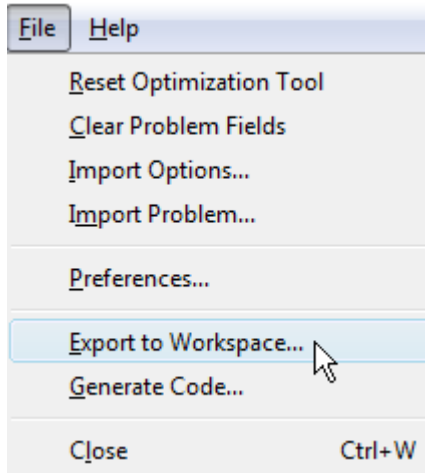 File Help
Reset Optimization Tool
Clear Problem Fields
Import Options...
Import Problem...
Preferences...
Export to Workspace...
Generate Code...
Close Ctrl+W